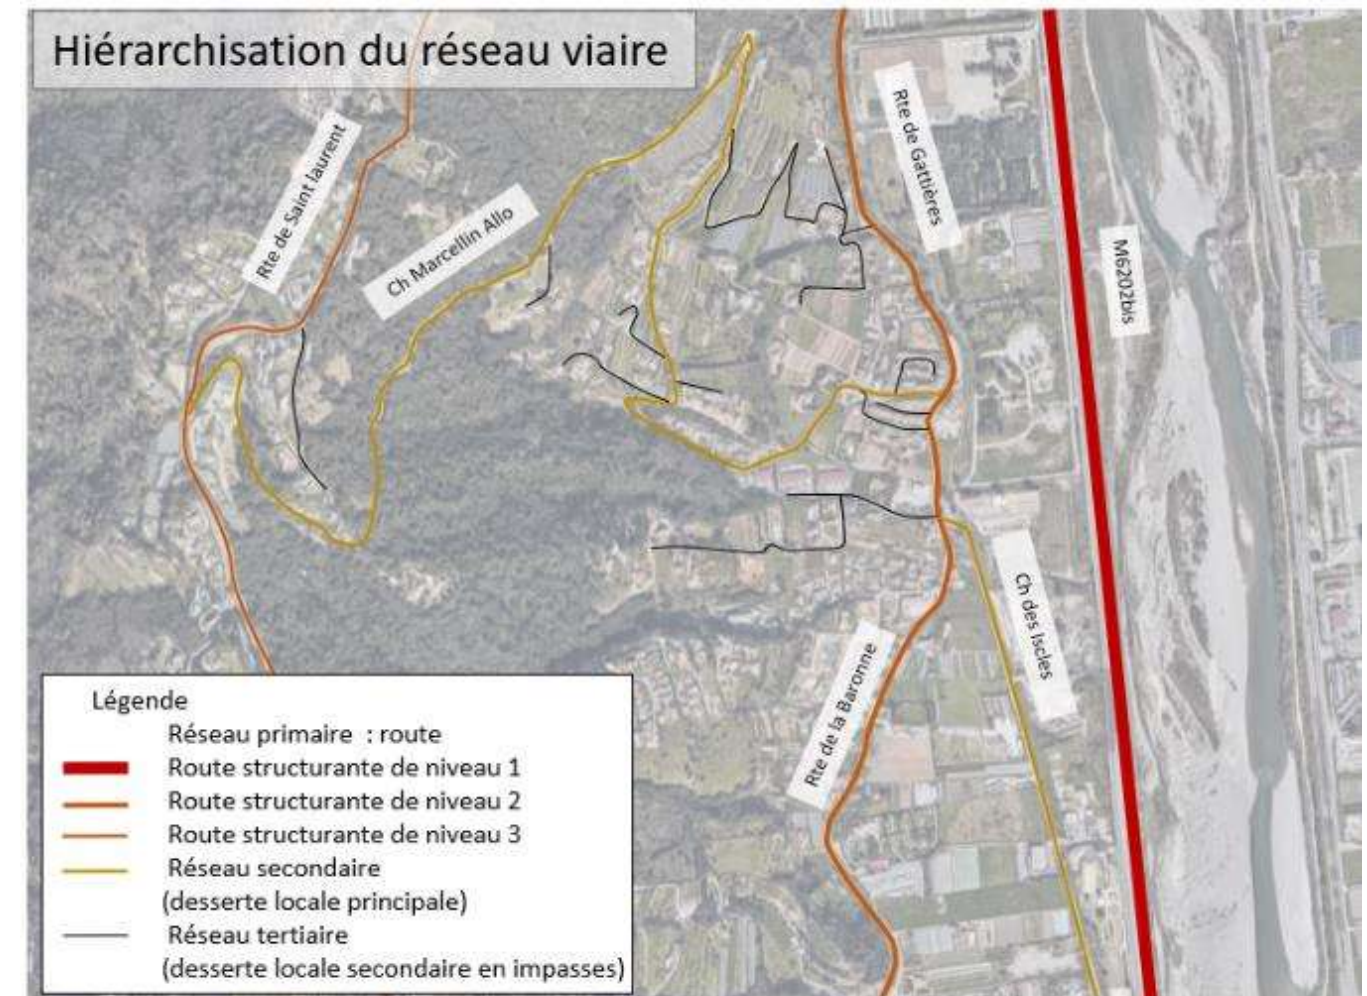 Hiérarchisation du réseau viaire
Rte de Saint laurent
Ch Marcellin Allo
Rte de Gattières
M6202bis
Ch des Iscles
Rte de la Baronne
Légende
Réseau primaire : route
Route structurante de niveau 1
Route structurante de niveau 2
Route structurante de niveau 3
Réseau secondaire
(desserte locale principale)
Réseau tertiaire
(desserte locale secondaire en impasses)